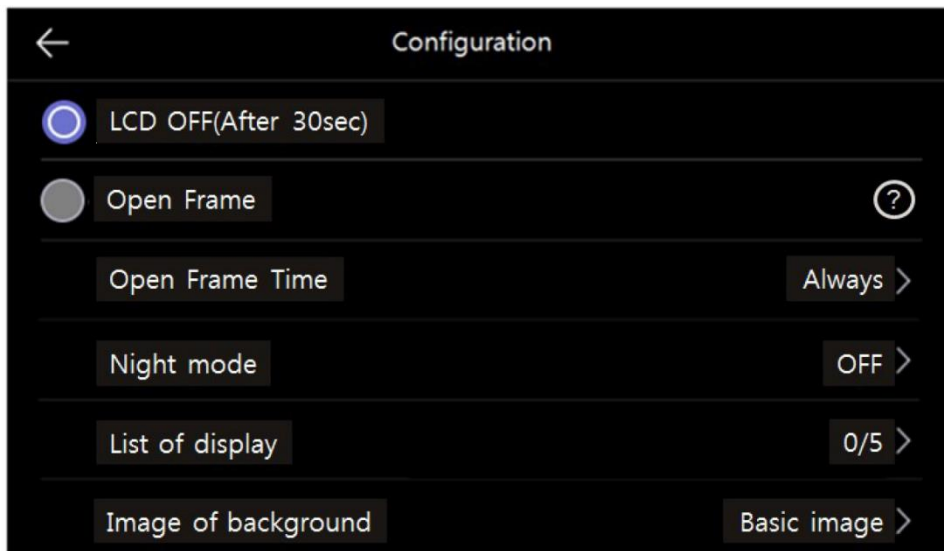 Configuration
LCD OFF(After 30sec)
Open Frame ?
Open Frame Time Always
Night mode OFF
List of display 0/5
Image of background Basic image